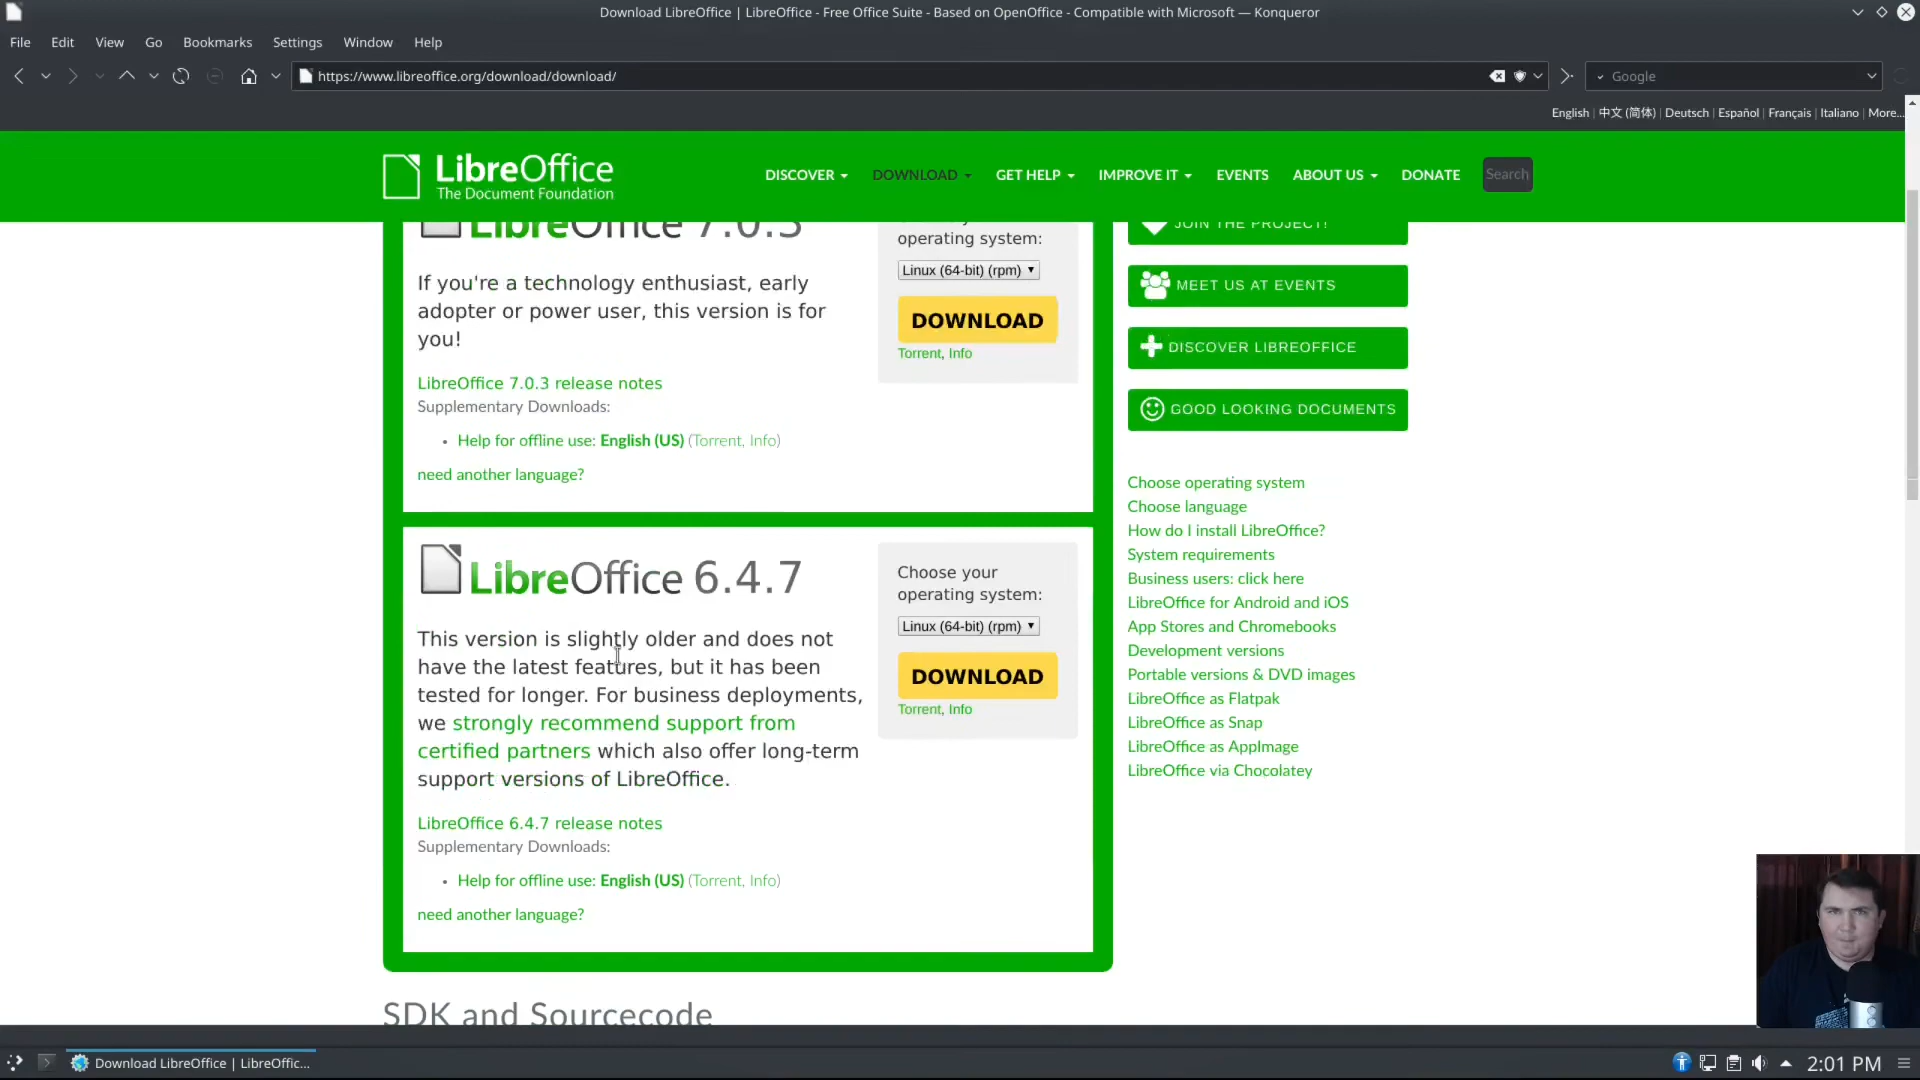 Download LibreOffice | LibreOffice - Free Office Suite - Based on OpenOffice - Compatible with Microsoft — Konqueror
File Edit View Go Bookmarks Settings Window Help
https://www.libreoffice.org/download/download/
Google
English | 中文 (简体) | Deutsch | Español | Français | Italiano | More...
LibreOffice
The Document Foundation
DISCOVER DOWNLOAD GET HELP IMPROVE IT EVENTS ABOUT US DONATE Search
LibreOffice 7.0.3
operating system:
Linux (64-bit) (rpm)
DOWNLOAD
Torrent, Info
If you're a technology enthusiast, early
adopter or power user, this version is for
you!
LibreOffice 7.0.3 release notes
Supplementary Downloads:
• Help for offline use: English (US) (Torrent, Info)
need another language?
LibreOffice 6.4.7
Choose your
operating system:
Linux (64-bit) (rpm)
DOWNLOAD
Torrent, Info
This version is slightly older and does not
have the latest features, but it has been
tested for longer. For business deployments,
we strongly recommend support from
certified partners which also offer long-term
support versions of LibreOffice.
LibreOffice 6.4.7 release notes
Supplementary Downloads:
• Help for offline use: English (US) (Torrent, Info)
need another language?
SDK and Sourcecode
JOIN THE PROJECT!
MEET US AT EVENTS
DISCOVER LIBREOFFICE
GOOD LOOKING DOCUMENTS
Choose operating system
Choose language
How do I install LibreOffice?
System requirements
Business users: click here
LibreOffice for Android and iOS
App Stores and Chromebooks
Development versions
Portable versions & DVD images
LibreOffice as Flatpak
LibreOffice as Snap
LibreOffice as AppImage
LibreOffice via Chocolatey
Download LibreOffice | LibreOffic...
2:01 PM